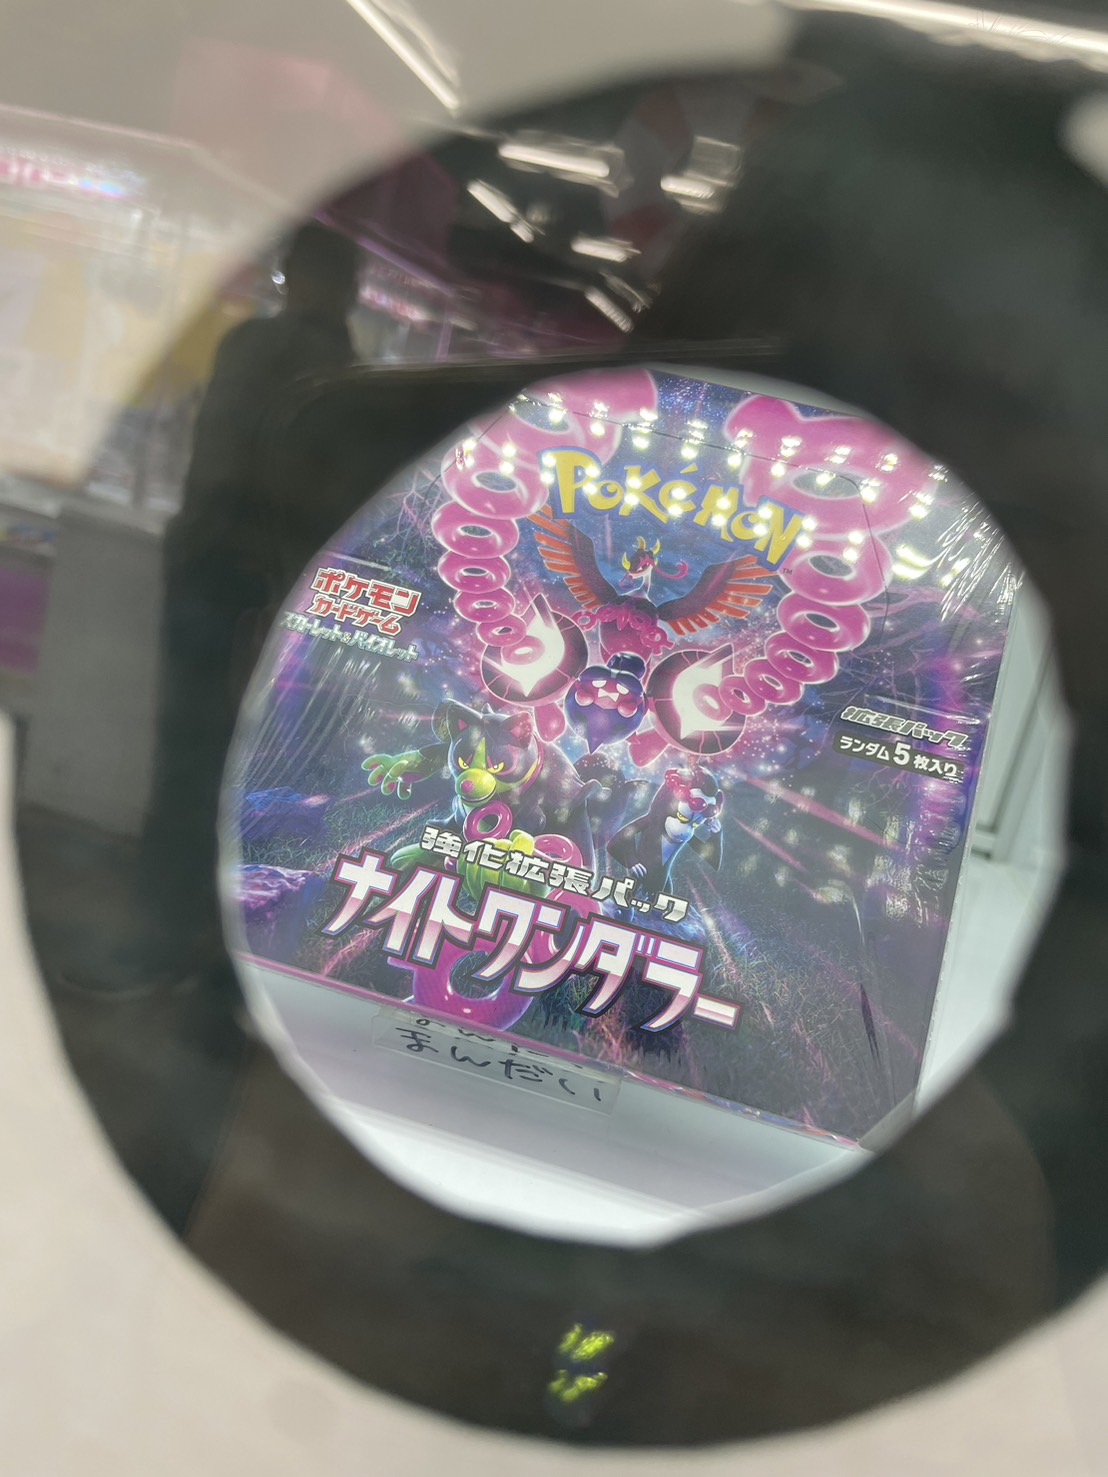 POKÉMON
TM
ポケモン
カードゲーム
スカーレット&バイオレット
拡張パック
ランダム5枚入り
強化拡張パック
ナイトワンダラー
まんだい